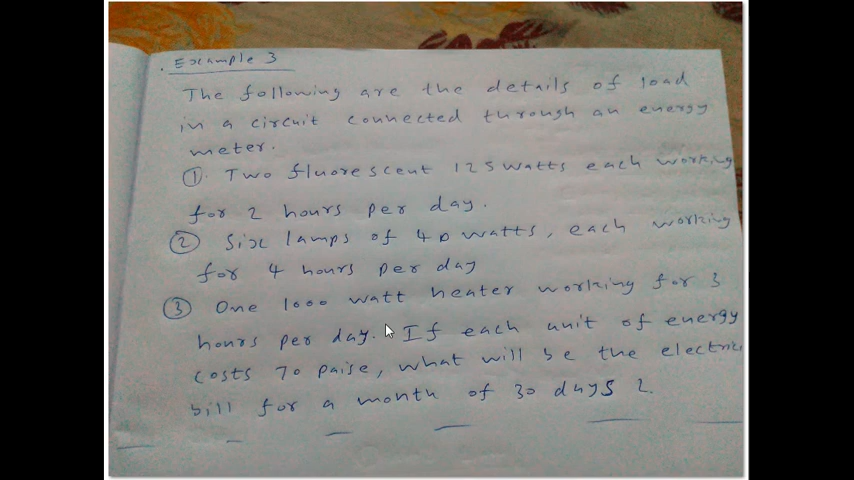 Example 3
The following are the details of load
in a circuit connected through an energy
meter.
① Two fluorescent 125 watts each working
for 2 hours per day.
② Six lamps of 40 watts, each working
for 4 hours per day
③ One 1000 watt heater working for 3
hours per day. If each unit of energy
costs 70 paise, what will be the electric
bill for a month of 30 days ?